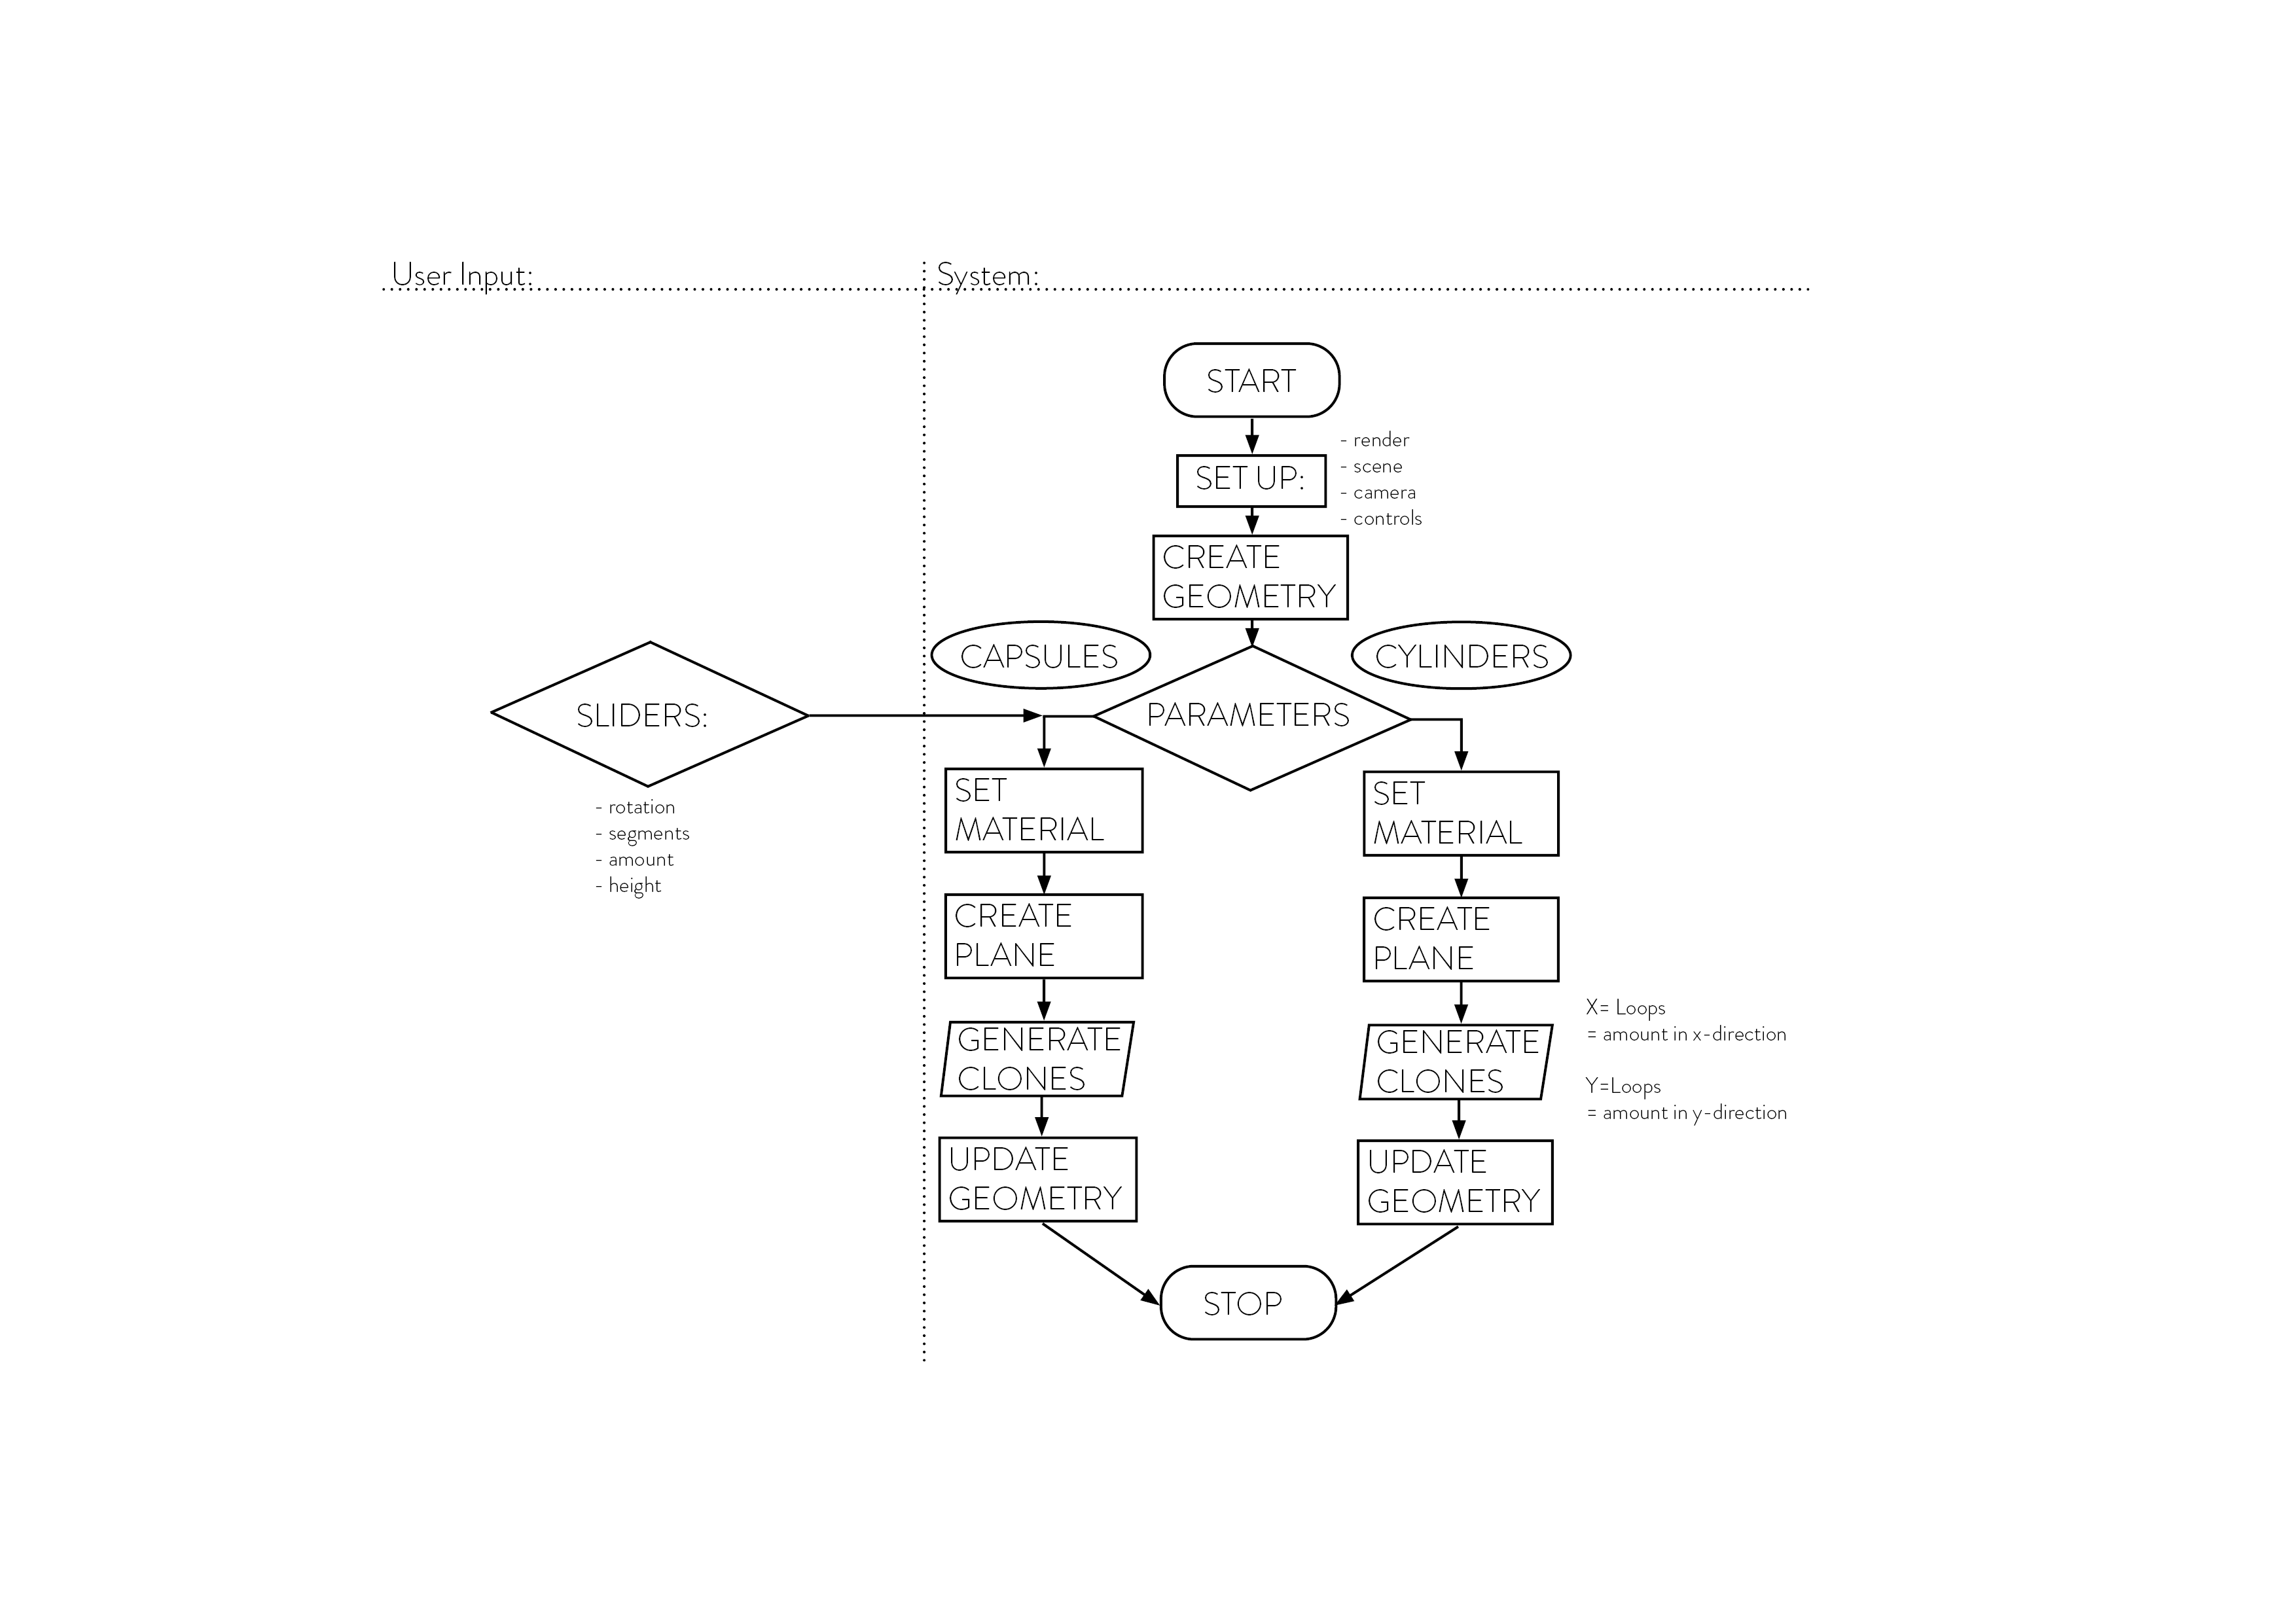 User Input:
System:
START
SET UP:
- render
- scene
- camera
- controls
CREATE
GEOMETRY
CAPSULES
CYLINDERS
SLIDERS:
PARAMETERS
- rotation
- segments
- amount
- height
SET
MATERIAL
CREATE
PLANE
GENERATE
CLONES
UPDATE
GEOMETRY
SET
MATERIAL
CREATE
PLANE
GENERATE
CLONES
X= Loops
= amount in x-direction
Y=Loops
= amount in y-direction
UPDATE
GEOMETRY
STOP